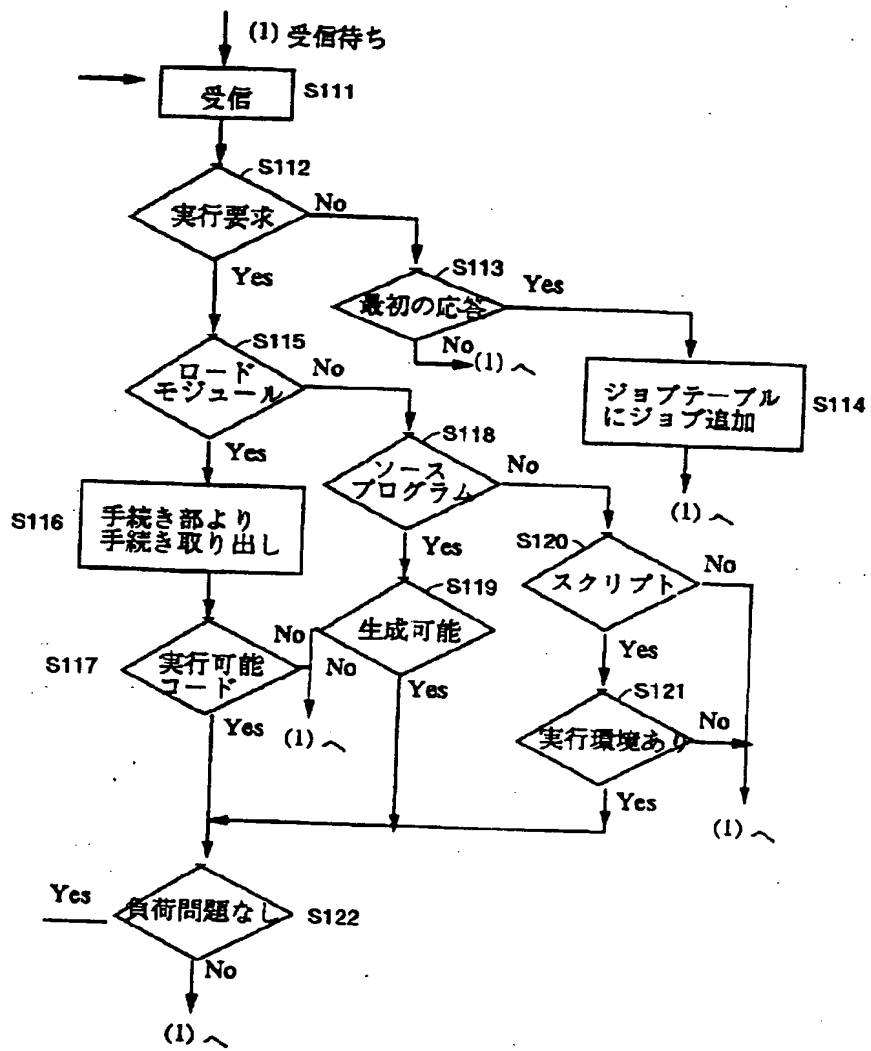 (1) 受信待ち
受信
S111
S112
実行要求
No
Yes
S113
最初の応答
Yes
No
(1)へ
S115
ロード
モジュール
No
Yes
ジョブテーブル
にジョブ追加
S114
(1)へ
S118
ソース
プログラム
No
Yes
S116
手続き部より
手続き取り出し
S120
スクリプト
No
Yes
S119
生成可能
No
Yes
S117
実行可能
コード
No
Yes
(1)へ
S121
実行環境あり
No
Yes
(1)へ
Yes
負荷問題なし
S122
No
(1)へ